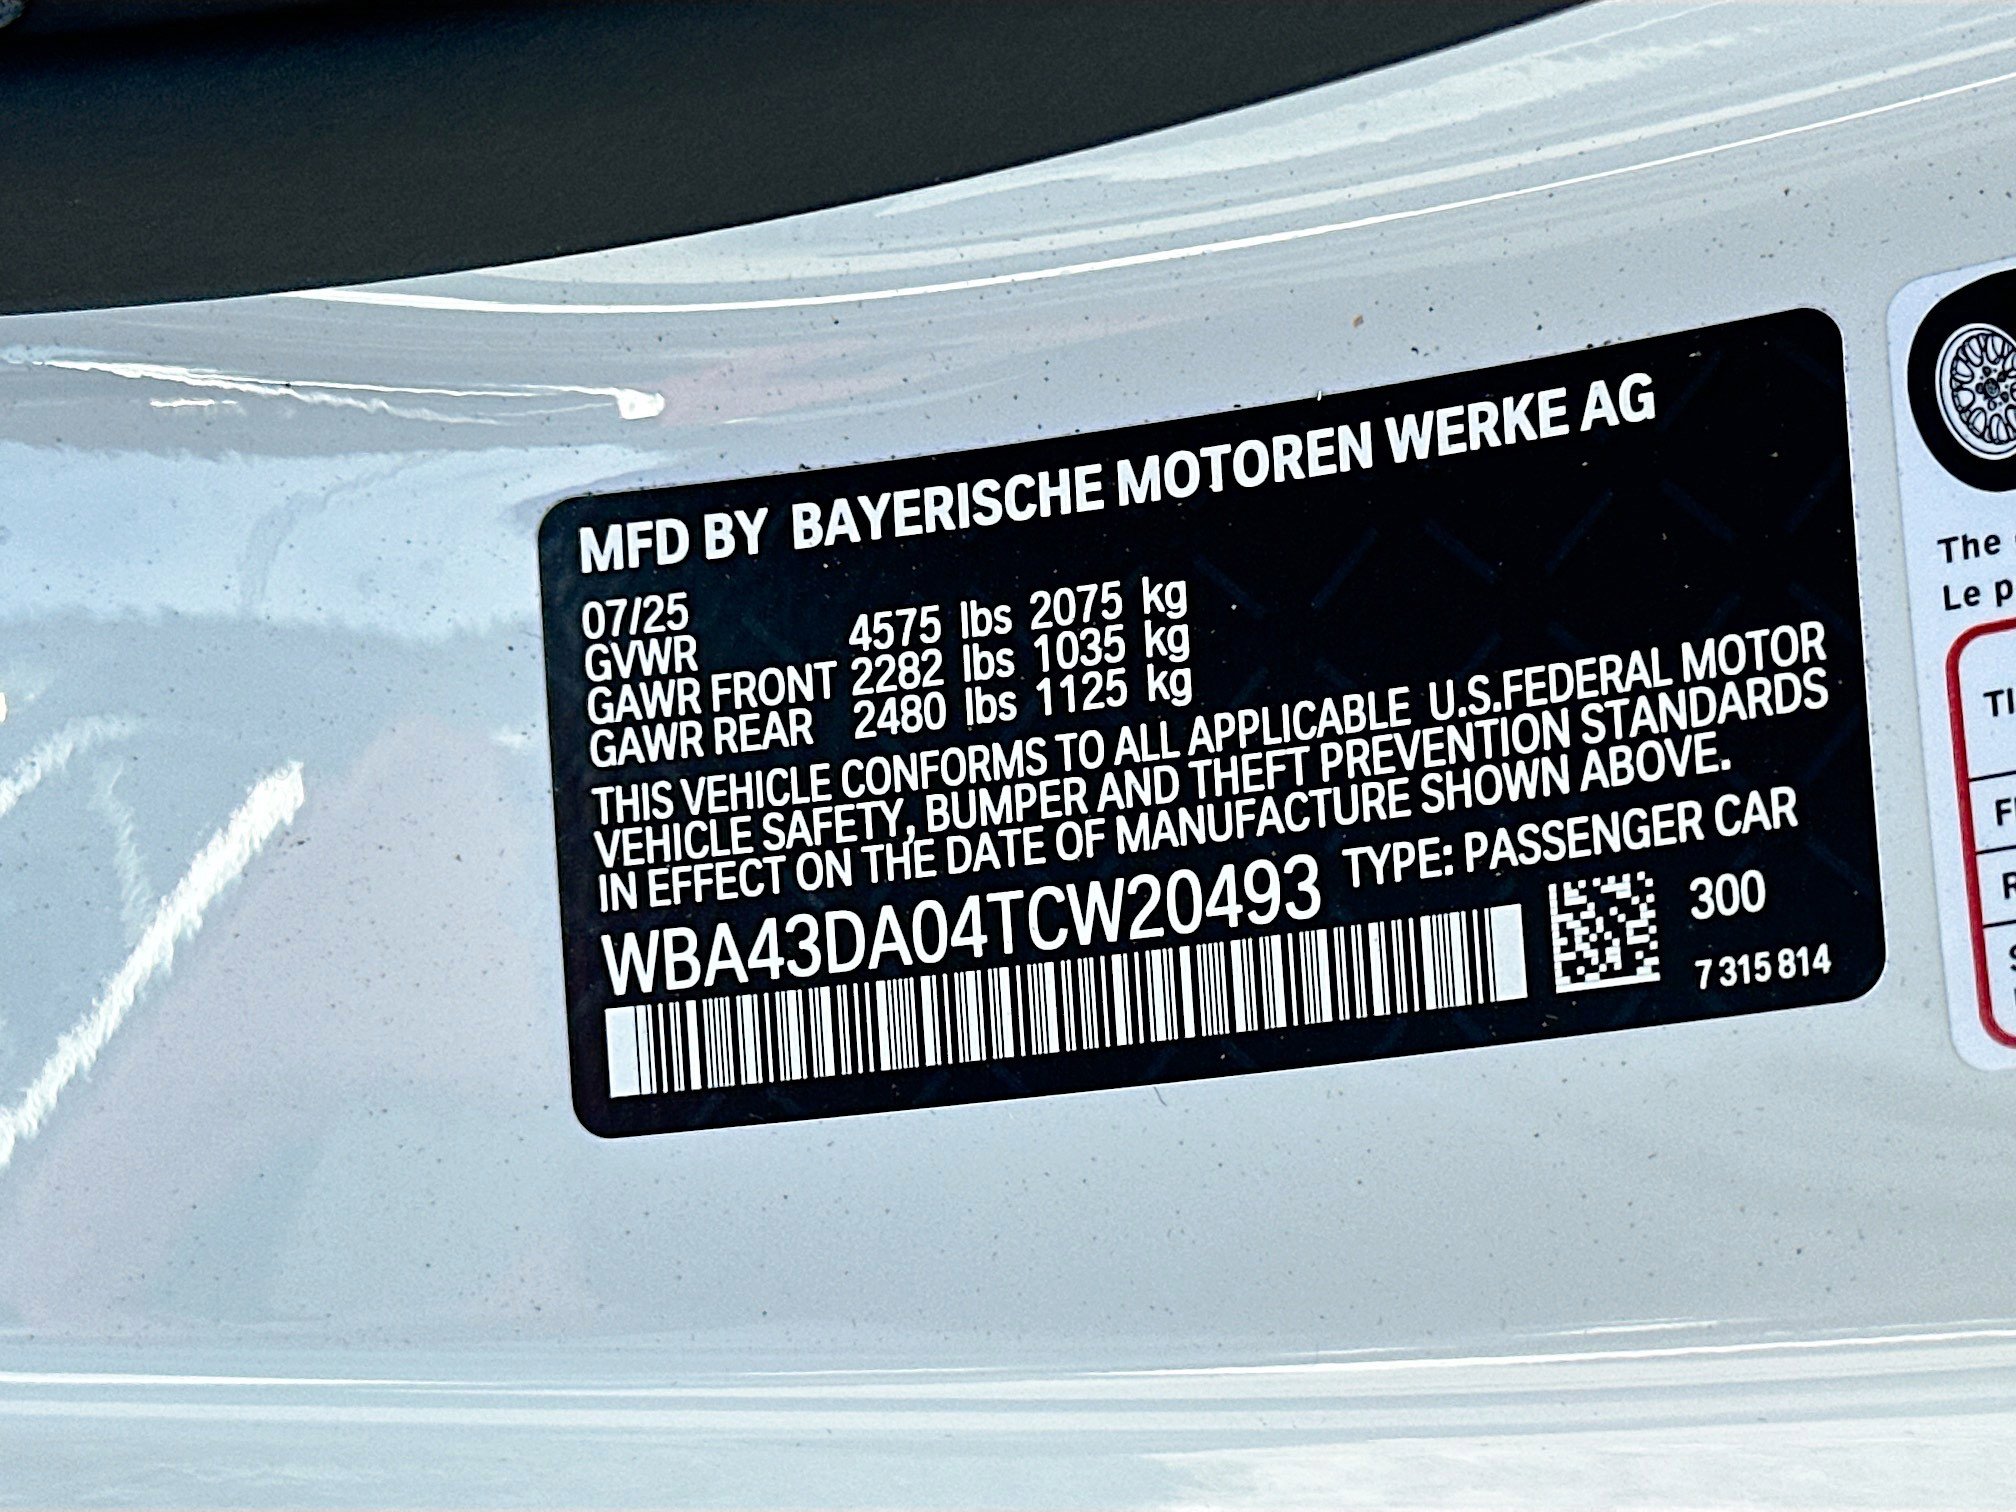 MFD BY BAYERISCHE MOTOREN WERKE AG
07/25
GVWR 4575 lbs 2075 kg
GAWR FRONT 2282 lbs 1035 kg
GAWR REAR 2480 lbs 1125 kg
THIS VEHICLE CONFORMS TO ALL APPLICABLE U.S.FEDERAL MOTOR
VEHICLE SAFETY, BUMPER AND THEFT PREVENTION STANDARDS
IN EFFECT ON THE DATE OF MANUFACTURE SHOWN ABOVE.
WBA43DA04TCW20493 TYPE: PASSENGER CAR
300
7 315 814
The
Le p